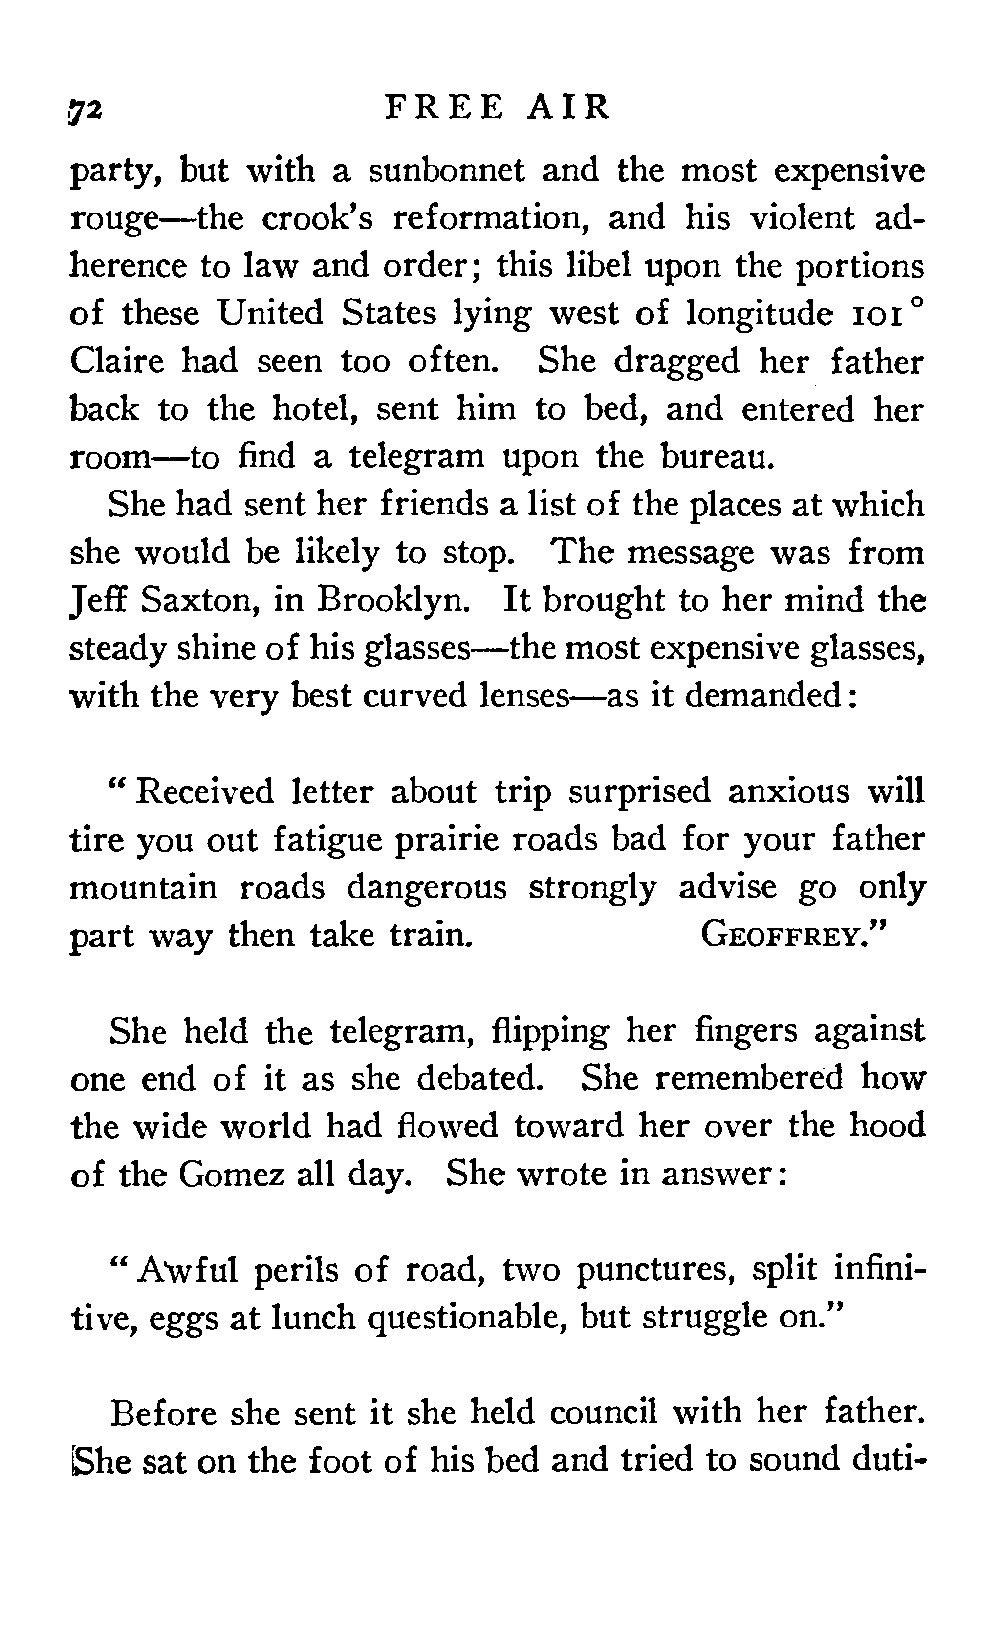 72 FREE AIR
party, but with a sunbonnet and the most expensive
rouge—the crook's reformation, and his violent ad-
herence to law and order; this libel upon the portions
of these United States lying west of longitude 101°
Claire had seen too often. She dragged her father
back to the hotel, sent him to bed, and entered her
room—to find a telegram upon the bureau.
She had sent her friends a list of the places at which
she would be likely to stop. The message was from
Jeff Saxton, in Brooklyn. It brought to her mind the
steady shine of his glasses—the most expensive glasses,
with the very best curved lenses—as it demanded:
"Received letter about trip surprised anxious will
tire you out fatigue prairie roads bad for your father
mountain roads dangerous strongly advise go only
part way then take train. GEOFFREY."
She held the telegram, flipping her fingers against
one end of it as she debated. She remembered how
the wide world had flowed toward her over the hood
of the Gomez all day. She wrote in answer:
"Awful perils of road, two punctures, split infini-
tive, eggs at lunch questionable, but struggle on."
Before she sent it she held council with her father.
She sat on the foot of his bed and tried to sound duti-